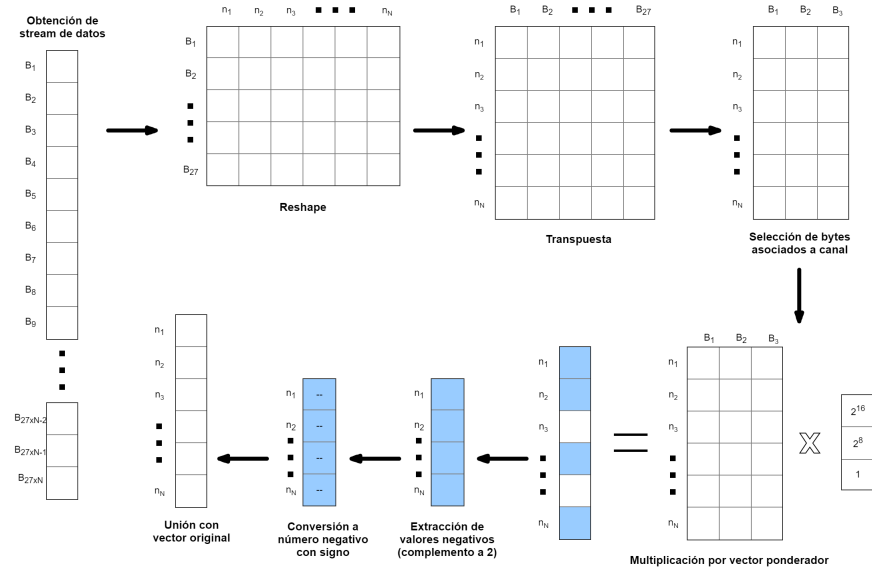 Obtención de
stream de datos
B1
B2
B3
B4
B5
B6
B7
B8
B9
B27xN-2
B27xN-1
B27xN
n1 n2 n3 nN
B1
B2
B27
Reshape
B1 B2 B27
n1
n2
n3
nN
Transpuesta
B1 B2 B3
n1
n2
n3
nN
Selección de bytes
asociados a canal
B1 B2 B3
n1
n2
n3
nN
X
2^16
2^8
1
Multiplicación por vector ponderador
=
n1
n2
n3
nN
n1
n2
nN
Extracción de
valores negativos
(complemento a 2)
n1 --
n2 --
--
nN --
Conversión a
número negativo
con signo
n1
n2
n3
nN
Unión con
vector original